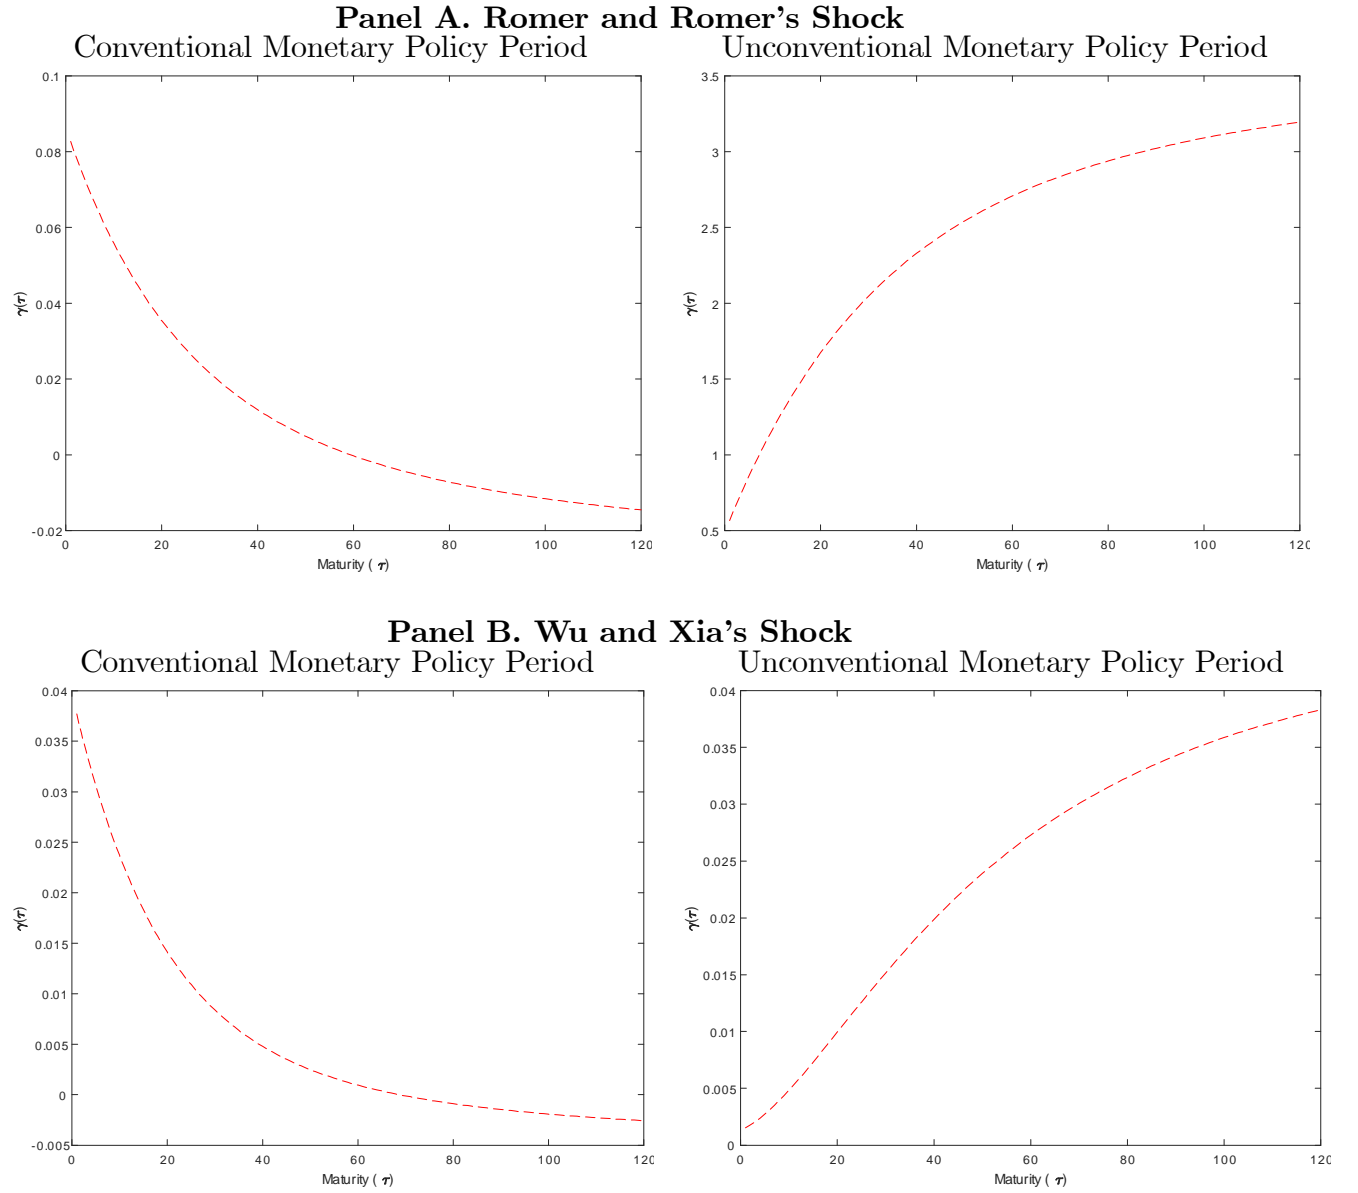 Panel A. Romer and Romer's Shock
Conventional Monetary Policy Period
0.1
0.08
0.06
0.04
0.02
0
-0.02
γ(τ)
0 20 40 60 80 100 120
Maturity ( τ)
Unconventional Monetary Policy Period
3.5
3
2.5
2
1.5
1
0.5
γ(τ)
0 20 40 60 80 100 120
Maturity ( τ)
Panel B. Wu and Xia's Shock
Conventional Monetary Policy Period
0.04
0.035
0.03
0.025
0.02
0.015
0.01
0.005
0
-0.005
γ(τ)
0 20 40 60 80 100 120
Maturity ( τ)
Unconventional Monetary Policy Period
0.04
0.035
0.03
0.025
0.02
0.015
0.01
0.005
0
γ(τ)
0 20 40 60 80 100 120
Maturity ( τ)